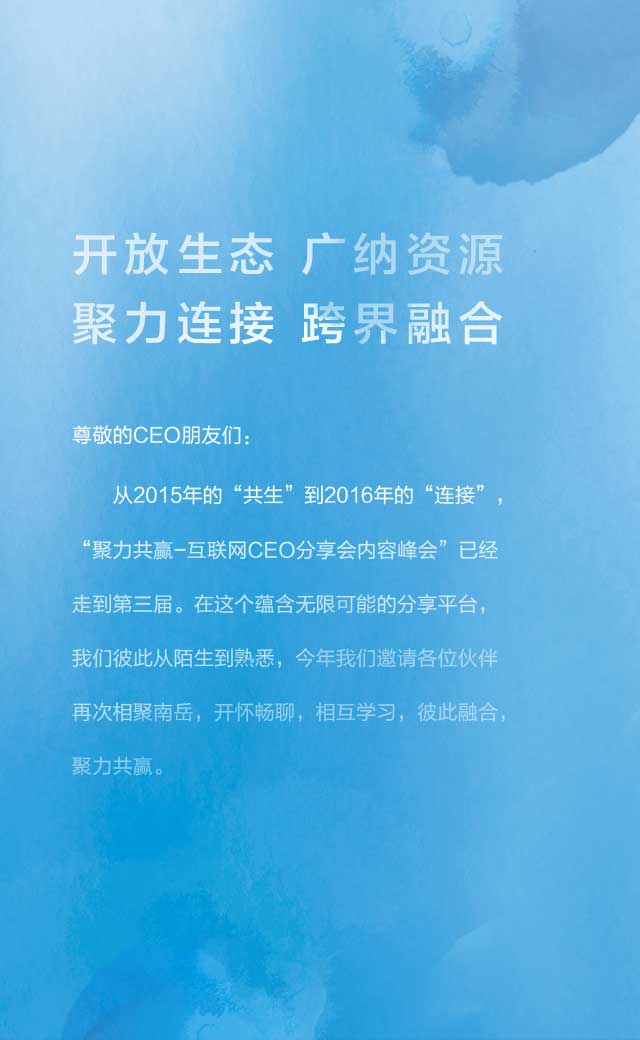 开放生态 广纳资源
聚力连接 跨界融合
尊敬的CEO朋友们：
从2015年的“共生”到2016年的“连接”，
“聚力共赢-互联网CEO分享会内容峰会”已经
走到第三届。在这个蕴含无限可能的分享平台，
我们彼此从陌生到熟悉，今年我们邀请各位伙伴
再次相聚南岳，开怀畅聊，相互学习，彼此融合，
聚力共赢。